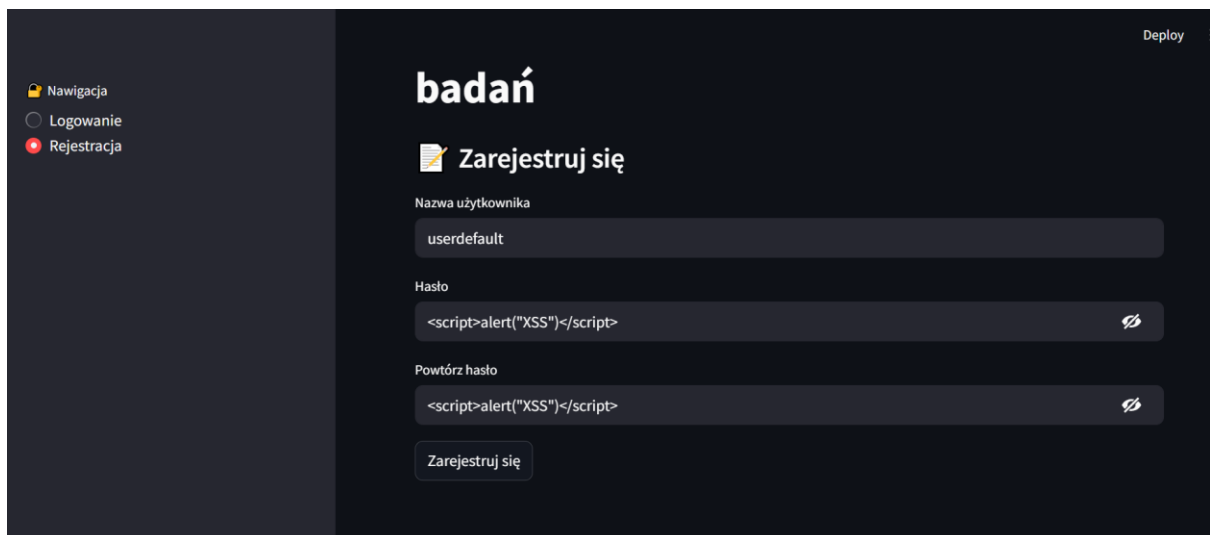 Deploy
Nawigacja
Logowanie
Rejestracja
badań
Zarejestruj się
Nazwa użytkownika
userdefault
Hasło
<script>alert("XSS")</script>
Powtórz hasło
<script>alert("XSS")</script>
Zarejestruj się